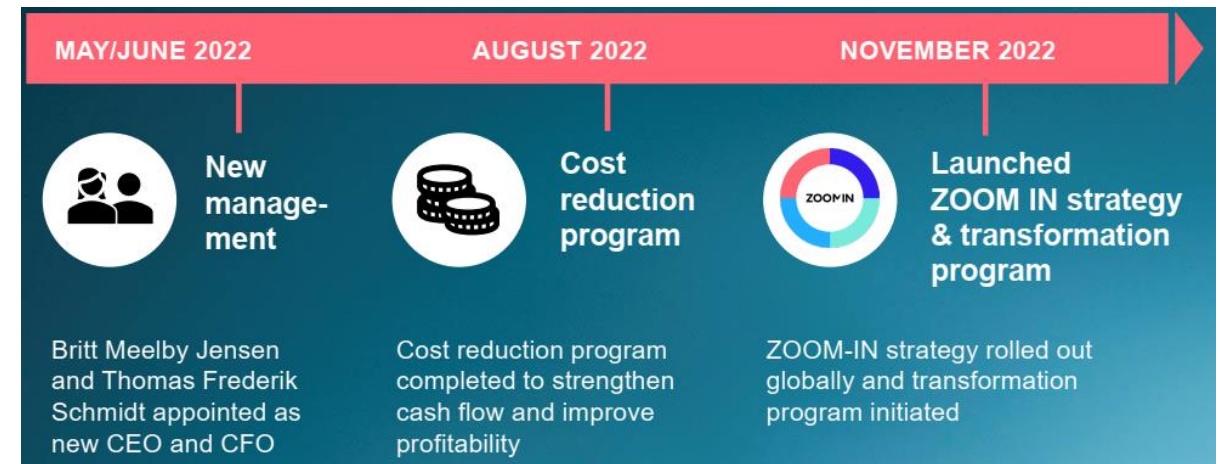 MAY/JUNE 2022
AUGUST 2022
NOVEMBER 2022
New
manage-
ment
Cost
reduction
program
ZOOM IN
Launched
ZOOM IN strategy
& transformation
program
Britt Meelby Jensen
and Thomas Frederik
Schmidt appointed as
new CEO and CFO
Cost reduction program
completed to strengthen
cash flow and improve
profitability
ZOOM-IN strategy rolled out
globally and transformation
program initiated